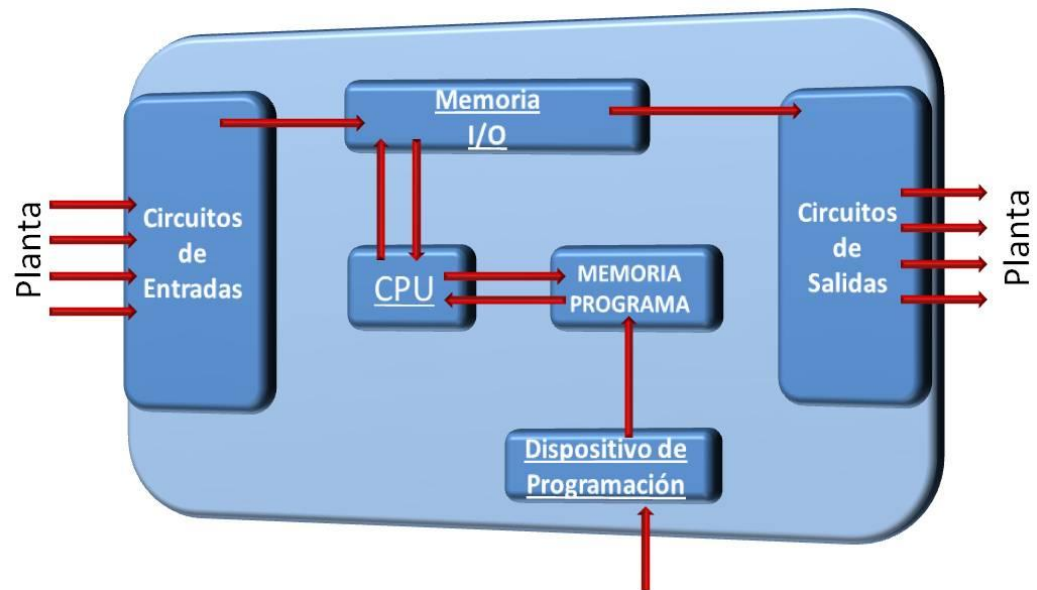 Planta
Circuitos
de
Entradas
Memoria
I/O
CPU
MEMORIA
PROGRAMA
Dispositivo de
Programación
Circuitos
de
Salidas
Planta